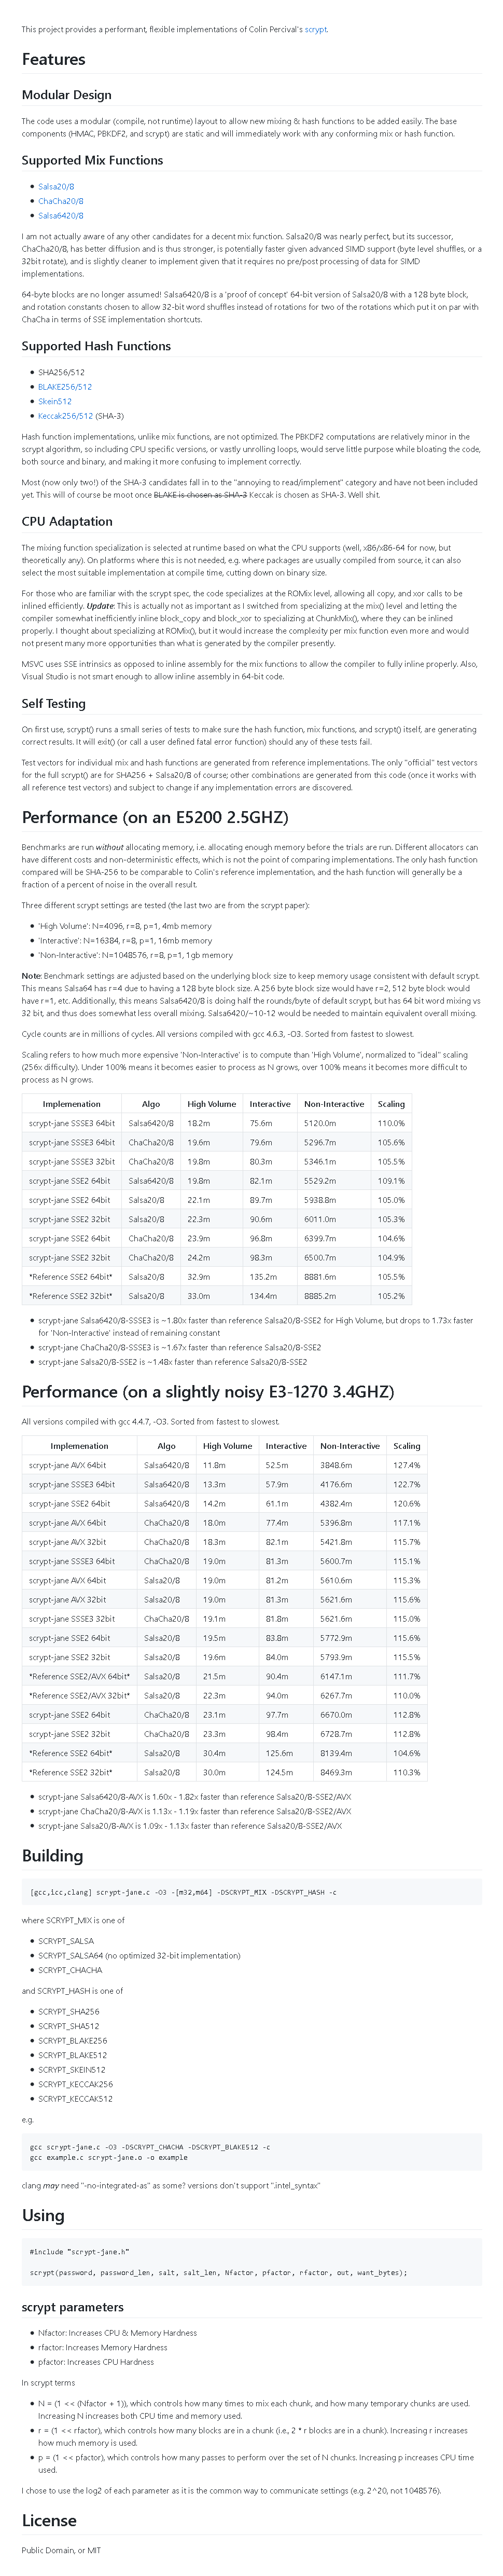 This project provides a performant, flexible implementations of Colin Percival's scrypt.
Features
Modular Design
The code uses a modular (compile, not runtime) layout to allow new mixing & hash functions to be added easily. The base
components (HMAC, PBKDF2, and scrypt) are static and will immediately work with any conforming mix or hash function.
Supported Mix Functions
Salsa20/8
ChaCha20/8
Salsa6420/8
I am not actually aware of any other candidates for a decent mix function. Salsa20/8 was nearly perfect, but its successor,
ChaCha20/8, has better diffusion and is thus stronger, is potentially faster given advanced SIMD support (byte level shuffles, or a
32bit rotate), and is slightly cleaner to implement given that it requires no pre/post processing of data for SIMD
implementations.
64-byte blocks are no longer assumed! Salsa6420/8 is a 'proof of concept' 64-bit version of Salsa20/8 with a 128 byte block,
and rotation constants chosen to allow 32-bit word shuffles instead of rotations for two of the rotations which put it on par with
ChaCha in terms of SSE implementation shortcuts.
Supported Hash Functions
SHA256/512
BLAKE256/512
Skein512
Keccak256/512 (SHA-3)
Hash function implementations, unlike mix functions, are not optimized. The PBKDF2 computations are relatively minor in the
scrypt algorithm, so including CPU specific versions, or vastly unrolling loops, would serve little purpose while bloating the code,
both source and binary, and making it more confusing to implement correctly.
Most (now only two!) of the SHA-3 candidates fall in to the "annoying to read/implement" category and have not been included
yet. This will of course be moot once BLAKE is chosen as SHA-3 Keccak is chosen as SHA-3. Well shit.
CPU Adaptation
The mixing function specialization is selected at runtime based on what the CPU supports (well, x86/x86-64 for now, but
theoretically any). On platforms where this is not needed, e.g. where packages are usually compiled from source, it can also
select the most suitable implementation at compile time, cutting down on binary size.
For those who are familiar with the scrypt spec, the code specializes at the ROMix level, allowing all copy, and xor calls to be
inlined efficiently. Update: This is actually not as important as I switched from specializing at the mix() level and letting the
compiler somewhat inefficiently inline block_copy and block_xor to specializing at ChunkMix(), where they can be inlined
properly. I thought about specializing at ROMix(), but it would increase the complexity per mix function even more and would
not present many more opportunities than what is generated by the compiler presently.
MSVC uses SSE intrinsics as opposed to inline assembly for the mix functions to allow the compiler to fully inline properly. Also,
Visual Studio is not smart enough to allow inline assembly in 64-bit code.
Self Testing
On first use, scrypt() runs a small series of tests to make sure the hash function, mix functions, and scrypt() itself, are generating
correct results. It will exit() (or call a user defined fatal error function) should any of these tests fail.
Test vectors for individual mix and hash functions are generated from reference implementations. The only "official" test vectors
for the full scrypt() are for SHA256 + Salsa20/8 of course; other combinations are generated from this code (once it works with
all reference test vectors) and subject to change if any implementation errors are discovered.
Performance (on an E5200 2.5GHZ)
Benchmarks are run without allocating memory, i.e. allocating enough memory before the trials are run. Different allocators can
have different costs and non-deterministic effects, which is not the point of comparing implementations. The only hash function
compared will be SHA-256 to be comparable to Colin's reference implementation, and the hash function will generally be a
fraction of a percent of noise in the overall result.
Three different scrypt settings are tested (the last two are from the scrypt paper):
'High Volume': N=4096, r=8, p=1, 4mb memory
'Interactive': N=16384, r=8, p=1, 16mb memory
'Non-Interactive': N=1048576, r=8, p=1, 1gb memory
Note: Benchmark settings are adjusted based on the underlying block size to keep memory usage consistent with default scrypt.
This means Salsa64 has r=4 due to having a 128 byte block size. A 256 byte block size would have r=2, 512 byte block would
have r=1, etc. Additionally, this means Salsa6420/8 is doing half the rounds/byte of default scrypt, but has 64 bit word mixing vs
32 bit, and thus does somewhat less overall mixing. Salsa6420/~10-12 would be needed to maintain equivalent overall mixing.
Cycle counts are in millions of cycles. All versions compiled with gcc 4.6.3, -O3. Sorted from fastest to slowest.
Scaling refers to how much more expensive 'Non-Interactive' is to compute than 'High Volume', normalized to "ideal" scaling
(256x difficulty). Under 100% means it becomes easier to process as N grows, over 100% means it becomes more difficult to
process as N grows.
Implemenation Algo High Volume Interactive Non-Interactive Scaling
scrypt-jane SSSE3 64bit Salsa6420/8 18.2m 75.6m 5120.0m 110.0%
scrypt-jane SSSE3 64bit ChaCha20/8 19.6m 79.6m 5296.7m 105.6%
scrypt-jane SSSE3 32bit ChaCha20/8 19.8m 80.3m 5346.1m 105.5%
scrypt-jane SSE2 64bit Salsa6420/8 19.8m 82.1m 5529.2m 109.1%
scrypt-jane SSE2 64bit Salsa20/8 22.1m 89.7m 5938.8m 105.0%
scrypt-jane SSE2 32bit Salsa20/8 22.3m 90.6m 6011.0m 105.3%
scrypt-jane SSE2 64bit ChaCha20/8 23.9m 96.8m 6399.7m 104.6%
scrypt-jane SSE2 32bit ChaCha20/8 24.2m 98.3m 6500.7m 104.9%
*Reference SSE2 64bit* Salsa20/8 32.9m 135.2m 8881.6m 105.5%
*Reference SSE2 32bit* Salsa20/8 33.0m 134.4m 8885.2m 105.2%
scrypt-jane Salsa6420/8-SSSE3 is ~1.80x faster than reference Salsa20/8-SSE2 for High Volume, but drops to 1.73x faster
for 'Non-Interactive' instead of remaining constant
scrypt-jane ChaCha20/8-SSSE3 is ~1.67x faster than reference Salsa20/8-SSE2
scrypt-jane Salsa20/8-SSE2 is ~1.48x faster than reference Salsa20/8-SSE2
Performance (on a slightly noisy E3-1270 3.4GHZ)
All versions compiled with gcc 4.4.7, -O3. Sorted from fastest to slowest.
Implemenation Algo High Volume Interactive Non-Interactive Scaling
scrypt-jane AVX 64bit Salsa6420/8 11.8m 52.5m 3848.6m 127.4%
scrypt-jane SSSE3 64bit Salsa6420/8 13.3m 57.9m 4176.6m 122.7%
scrypt-jane SSE2 64bit Salsa6420/8 14.2m 61.1m 4382.4m 120.6%
scrypt-jane AVX 64bit ChaCha20/8 18.0m 77.4m 5396.8m 117.1%
scrypt-jane AVX 32bit ChaCha20/8 18.3m 82.1m 5421.8m 115.7%
scrypt-jane SSSE3 64bit ChaCha20/8 19.0m 81.3m 5600.7m 115.1%
scrypt-jane AVX 64bit Salsa20/8 19.0m 81.2m 5610.6m 115.3%
scrypt-jane AVX 32bit Salsa20/8 19.0m 81.3m 5621.6m 115.6%
scrypt-jane SSSE3 32bit ChaCha20/8 19.1m 81.8m 5621.6m 115.0%
scrypt-jane SSE2 64bit Salsa20/8 19.5m 83.8m 5772.9m 115.6%
scrypt-jane SSE2 32bit Salsa20/8 19.6m 84.0m 5793.9m 115.5%
*Reference SSE2/AVX 64bit* Salsa20/8 21.5m 90.4m 6147.1m 111.7%
*Reference SSE2/AVX 32bit* Salsa20/8 22.3m 94.0m 6267.7m 110.0%
scrypt-jane SSE2 64bit ChaCha20/8 23.1m 97.7m 6670.0m 112.8%
scrypt-jane SSE2 32bit ChaCha20/8 23.3m 98.4m 6728.7m 112.8%
*Reference SSE2 64bit* Salsa20/8 30.4m 125.6m 8139.4m 104.6%
*Reference SSE2 32bit* Salsa20/8 30.0m 124.5m 8469.3m 110.3%
scrypt-jane Salsa6420/8-AVX is 1.60x - 1.82x faster than reference Salsa20/8-SSE2/AVX
scrypt-jane ChaCha20/8-AVX is 1.13x - 1.19x faster than reference Salsa20/8-SSE2/AVX
scrypt-jane Salsa20/8-AVX is 1.09x - 1.13x faster than reference Salsa20/8-SSE2/AVX
Building
[gcc,icc,clang] scrypt-jane.c -O3 -[m32,m64] -DSCRYPT_MIX -DSCRYPT_HASH -c
where SCRYPT_MIX is one of
SCRYPT_SALSA
SCRYPT_SALSA64 (no optimized 32-bit implementation)
SCRYPT_CHACHA
and SCRYPT_HASH is one of
SCRYPT_SHA256
SCRYPT_SHA512
SCRYPT_BLAKE256
SCRYPT_BLAKE512
SCRYPT_SKEIN512
SCRYPT_KECCAK256
SCRYPT_KECCAK512
e.g.
gcc scrypt-jane.c -O3 -DSCRYPT_CHACHA -DSCRYPT_BLAKE512 -c
gcc example.c scrypt-jane.o -o example
clang may need "-no-integrated-as" as some? versions don't support ".intel_syntax"
Using
#include "scrypt-jane.h"
scrypt(password, password_len, salt, salt_len, Nfactor, pfactor, rfactor, out, want_bytes);
scrypt parameters
Nfactor: Increases CPU & Memory Hardness
rfactor: Increases Memory Hardness
pfactor: Increases CPU Hardness
In scrypt terms
N = (1 << (Nfactor + 1)), which controls how many times to mix each chunk, and how many temporary chunks are used.
Increasing N increases both CPU time and memory used.
r = (1 << rfactor), which controls how many blocks are in a chunk (i.e., 2 * r blocks are in a chunk). Increasing r increases
how much memory is used.
p = (1 << pfactor), which controls how many passes to perform over the set of N chunks. Increasing p increases CPU time
used.
I chose to use the log2 of each parameter as it is the common way to communicate settings (e.g. 2^20, not 1048576).
License
Public Domain, or MIT